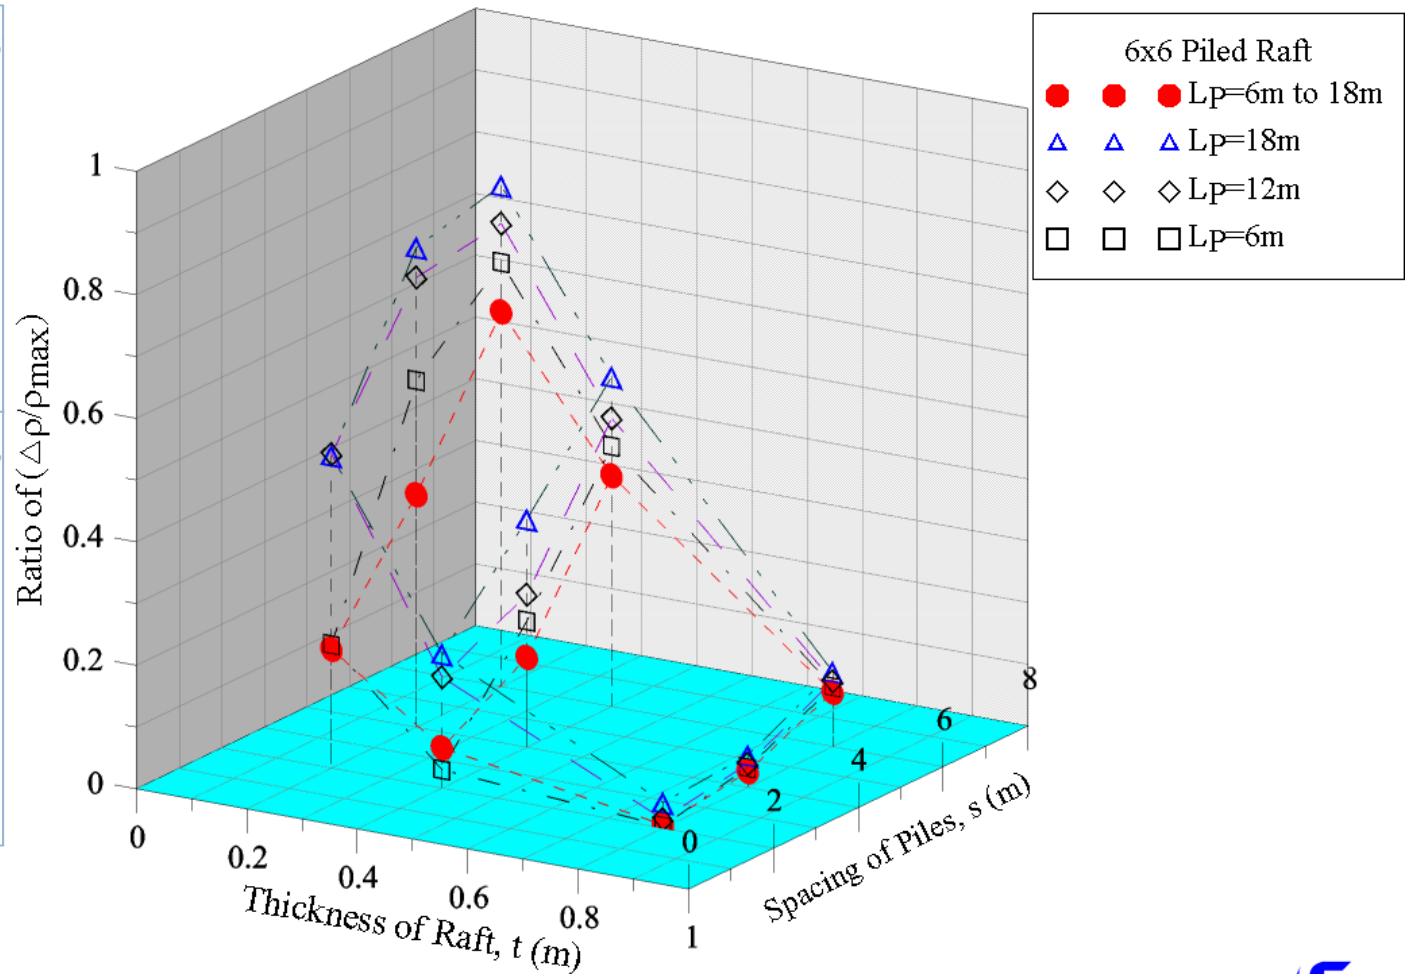 6x6 Piled Raft
Lp=6m to 18m
Lp=18m
Lp=12m
Lp=6m
Ratio of (△ρ/ρmax)
1
0.8
0.6
0.4
0.2
0
0
0.2
0.4
0.6
0.8
1
Thickness of Raft, t (m)
0
2
4
6
8
Spacing of Piles, s (m)